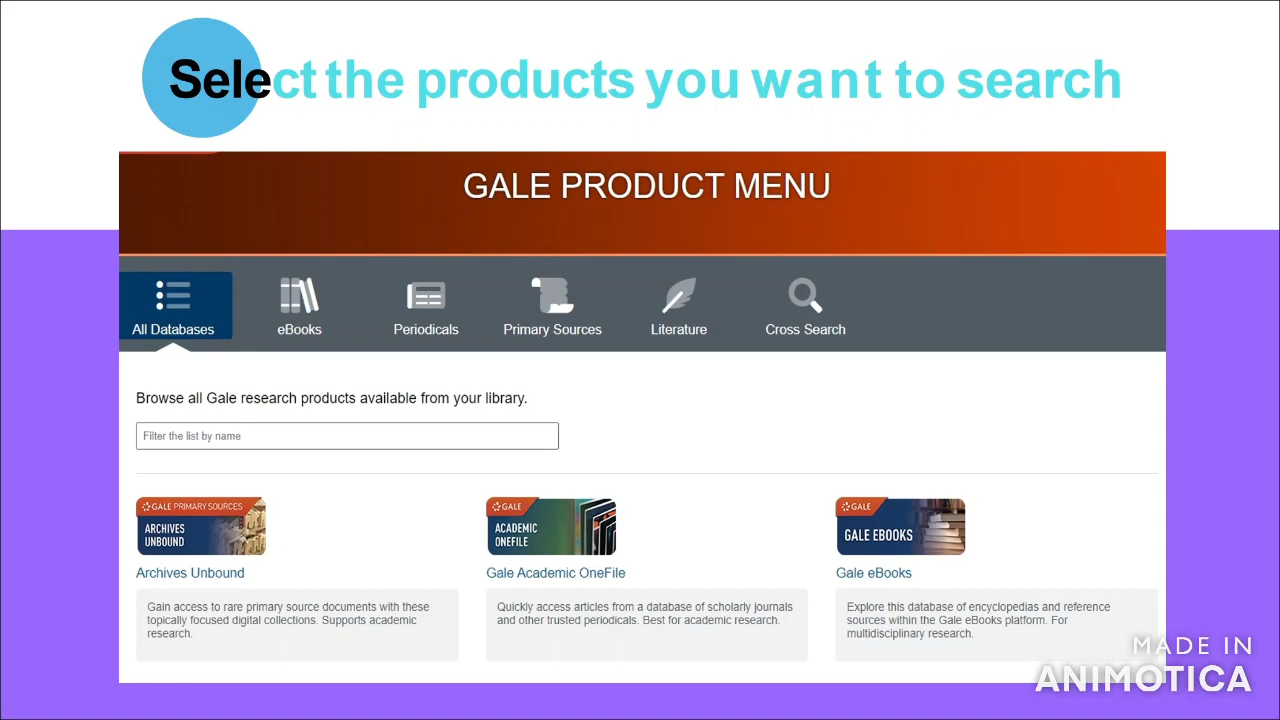 Select the products you want to search
GALE PRODUCT MENU
All Databases
eBooks
Periodicals
Primary Sources
Literature
Cross Search
Browse all Gale research products available from your library.
Filter the list by name
GALE PRIMARY SOURCES
ARCHIVES
UNBOUND
Archives Unbound
Gain access to rare primary source documents with these
topically focused digital collections. Supports academic
research.
GALE
ACADEMIC
ONEFILE
Gale Academic OneFile
Quickly access articles from a database of scholarly journals
and other trusted periodicals. Best for academic research.
GALE
GALE EBOOKS
Gale eBooks
Explore this database of encyclopedias and reference
sources within the Gale eBooks platform. For
multidisciplinary research.
MADE IN
ANIMOTICA